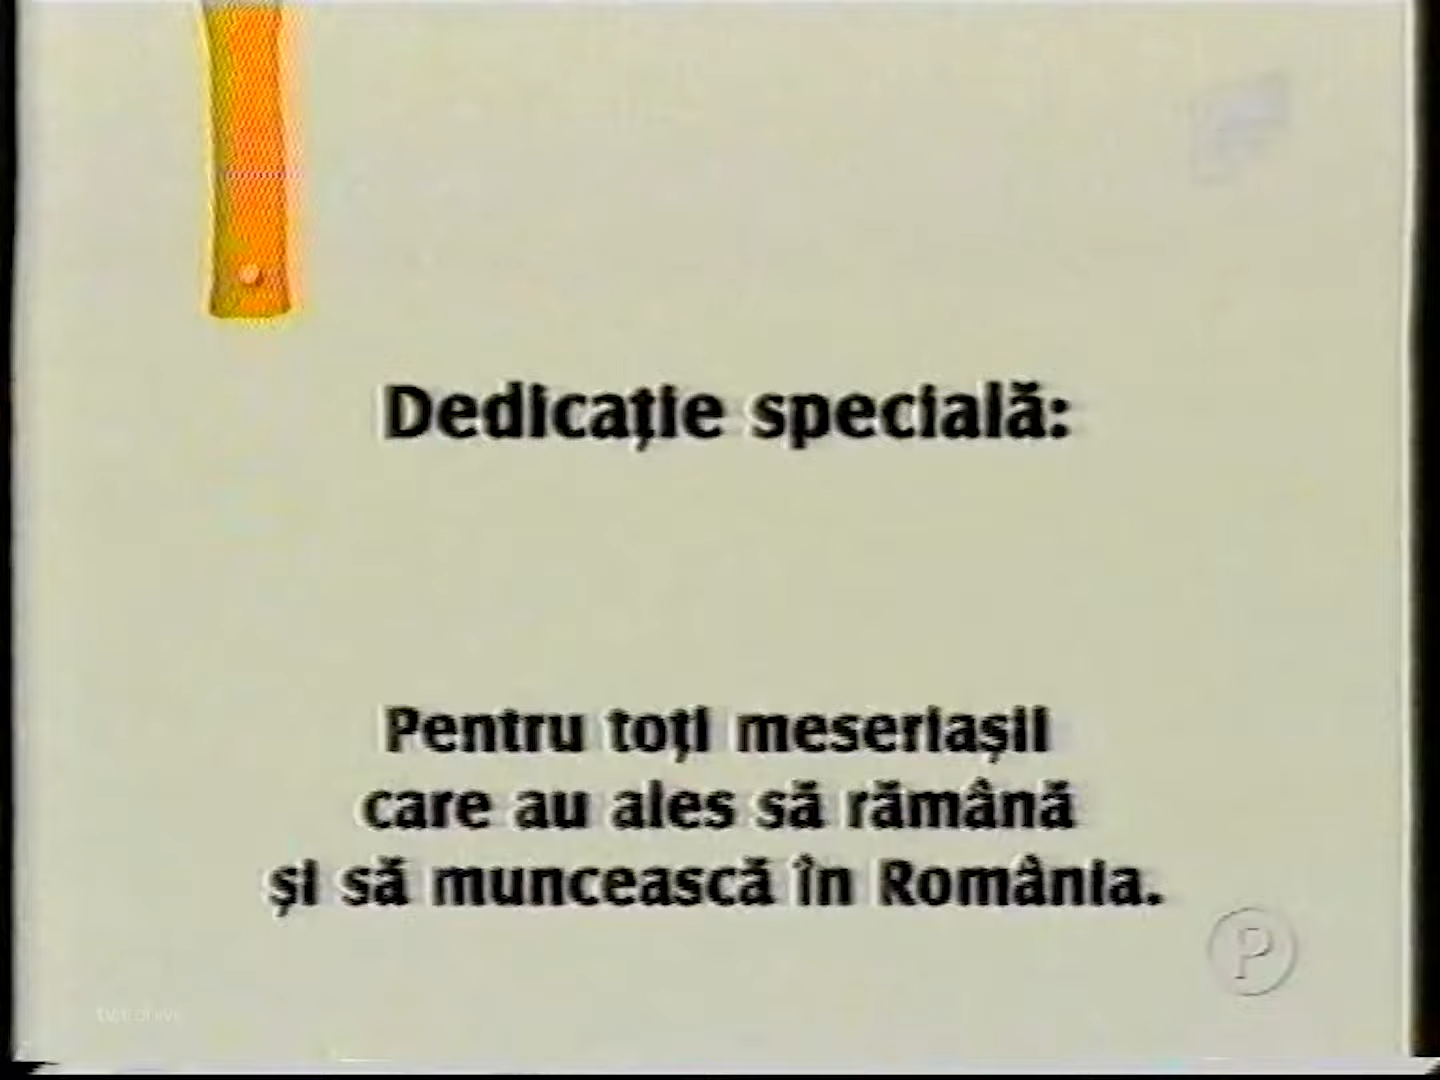 Dedicație specială:
Pentru toți meseriașii
care au ales să rămână
și să muncească în România.
P